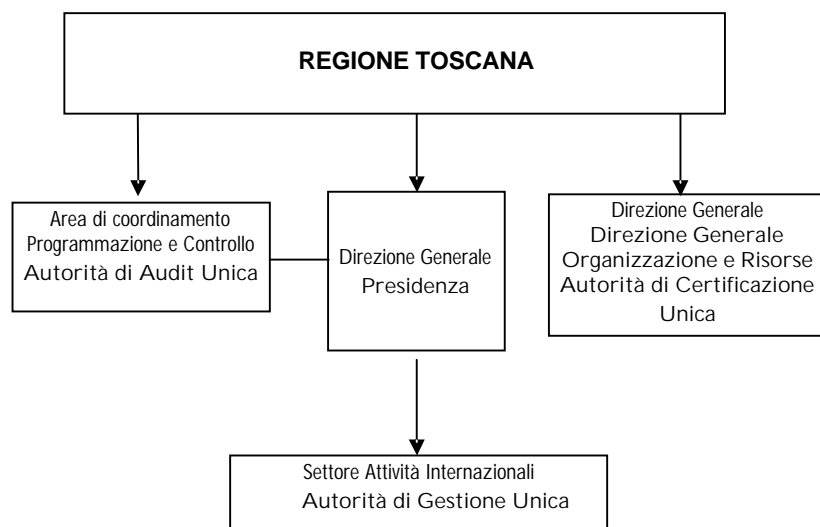 REGIONE TOSCANA
Area di coordinamento
Programmazione e Controllo
Autorità di Audit Unica
Direzione Generale
Presidenza
Direzione Generale
Direzione Generale
Organizzazione e Risorse
Autorità di Certificazione
Unica
Settore Attività Internazionali
Autorità di Gestione Unica